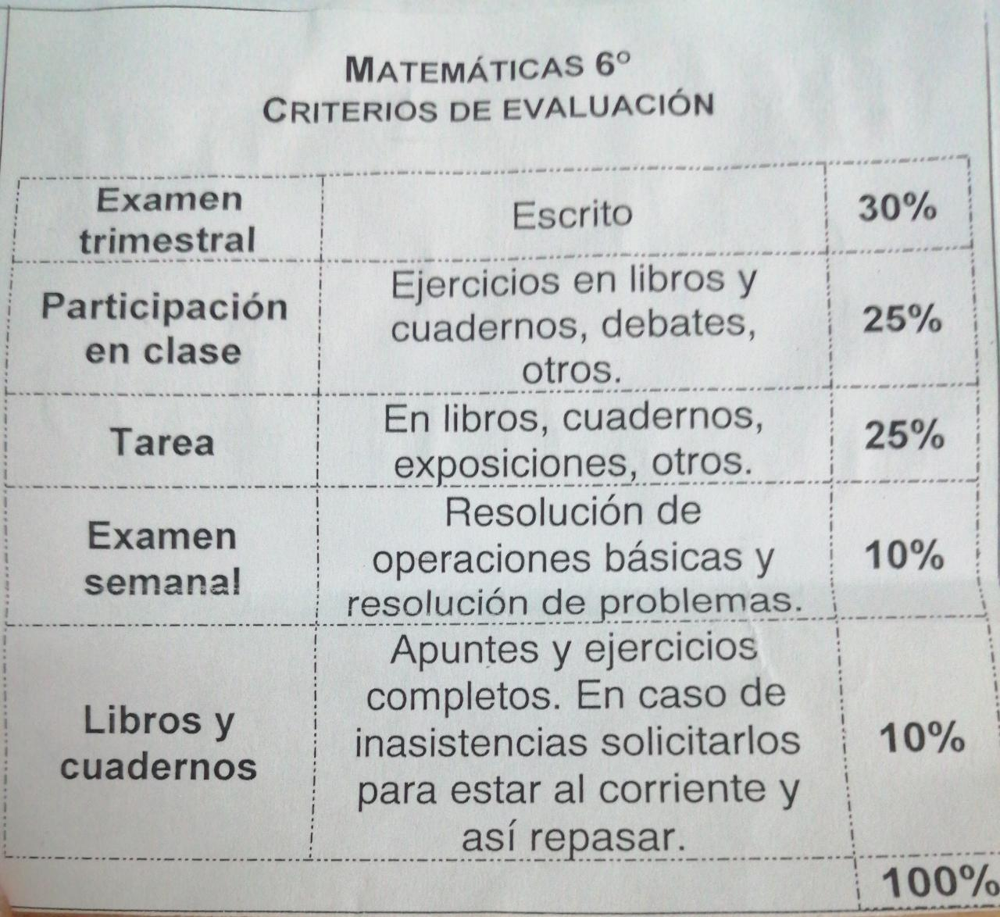 MATEMÁTICAS 6º
CRITERIOS DE EVALUACIÓN
Examen
trimestral
Escrito
30%
Participación
en clase
Ejercicios en libros y
cuadernos, debates,
otros.
25%
Tarea
En libros, cuadernos,
exposiciones, otros.
25%
Examen
semanal
Resolución de
operaciones básicas y
resolución de problemas.
10%
Libros y
cuadernos
Apuntes y ejercicios
completos. En caso de
inasistencias solicitarlos
para estar al corriente y
así repasar.
10%
100%